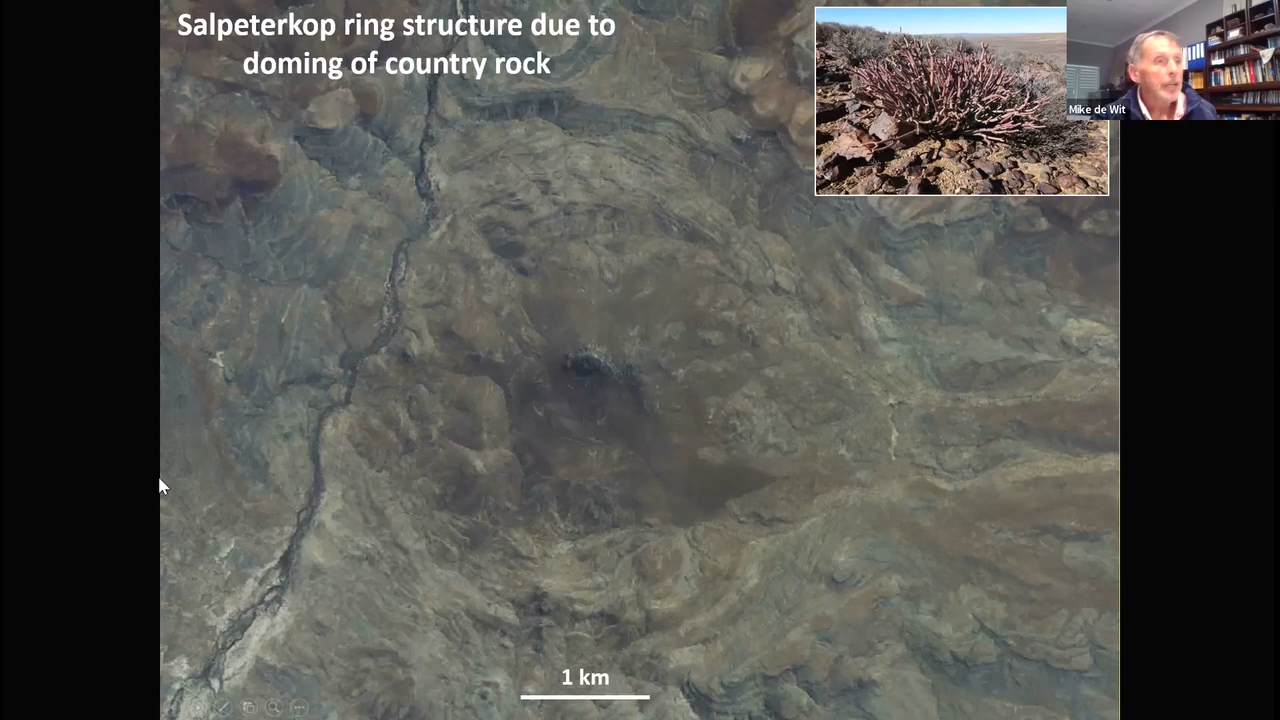 Salpeterkop ring structure due to
doming of country rock
Mike de Wit
1 km